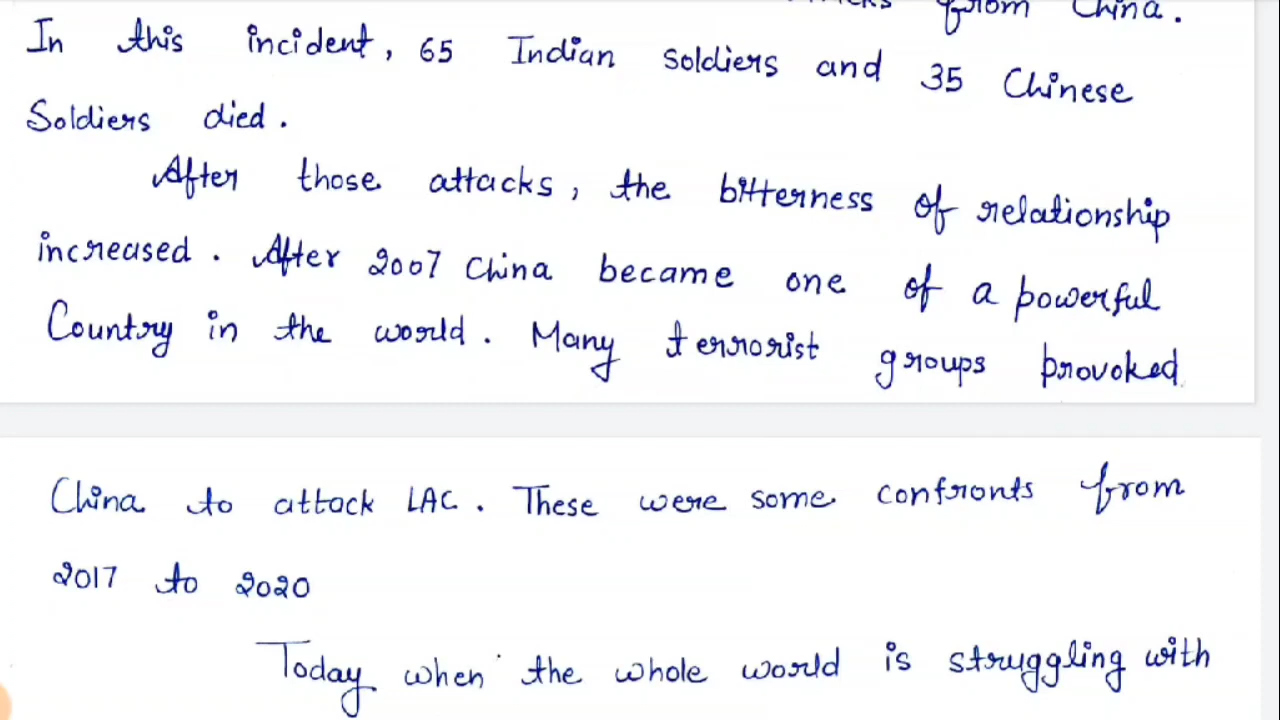 from China.
In this incident, 65 Indian soldiers and 35 Chinese
Soldiers died.
After those attacks, the bitterness of relationship
increased. After 2007 China became one of a powerful
Country in the world. Many terrorist groups provoked
China to attack LAC. These were some confronts from
2017 to 2020
Today when the whole world is struggling with